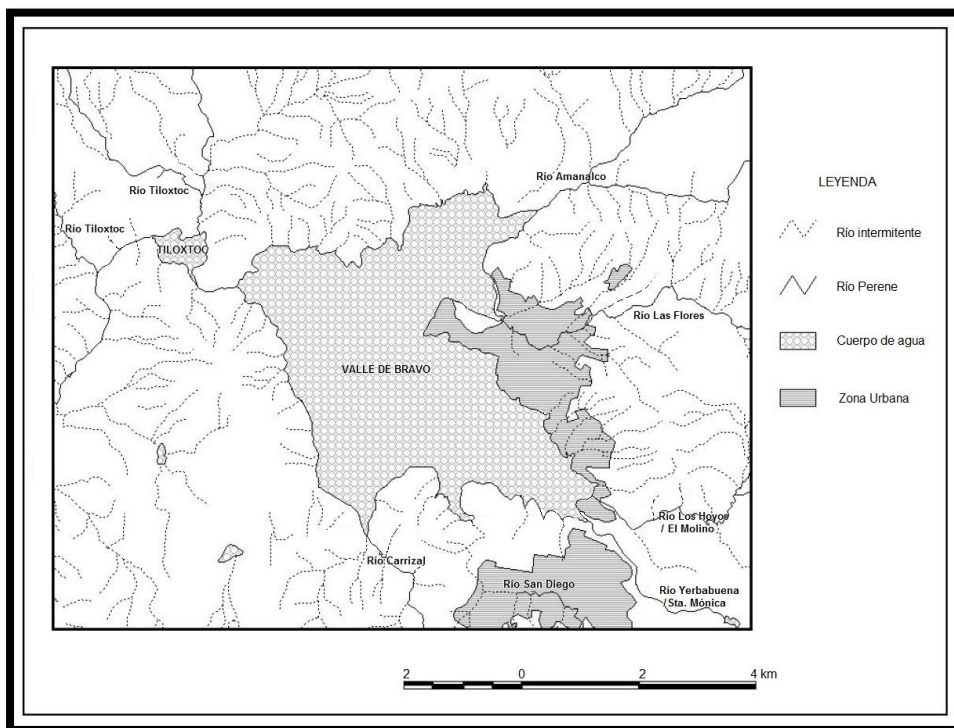 Río Amanalco
Río Tiloxtoc
Río Tiloxtoc
TILOXTOC
Río Las Flores
VALLE DE BRAVO
Río Los Hoyos
/ El Molino
Río Carrizal
Río San Diego
Río Yerbabuena
/Sta. Mónica
LEYENDA
Río intermitente
Río Perene
Cuerpo de agua
Zona Urbana
2 0 2 4 km